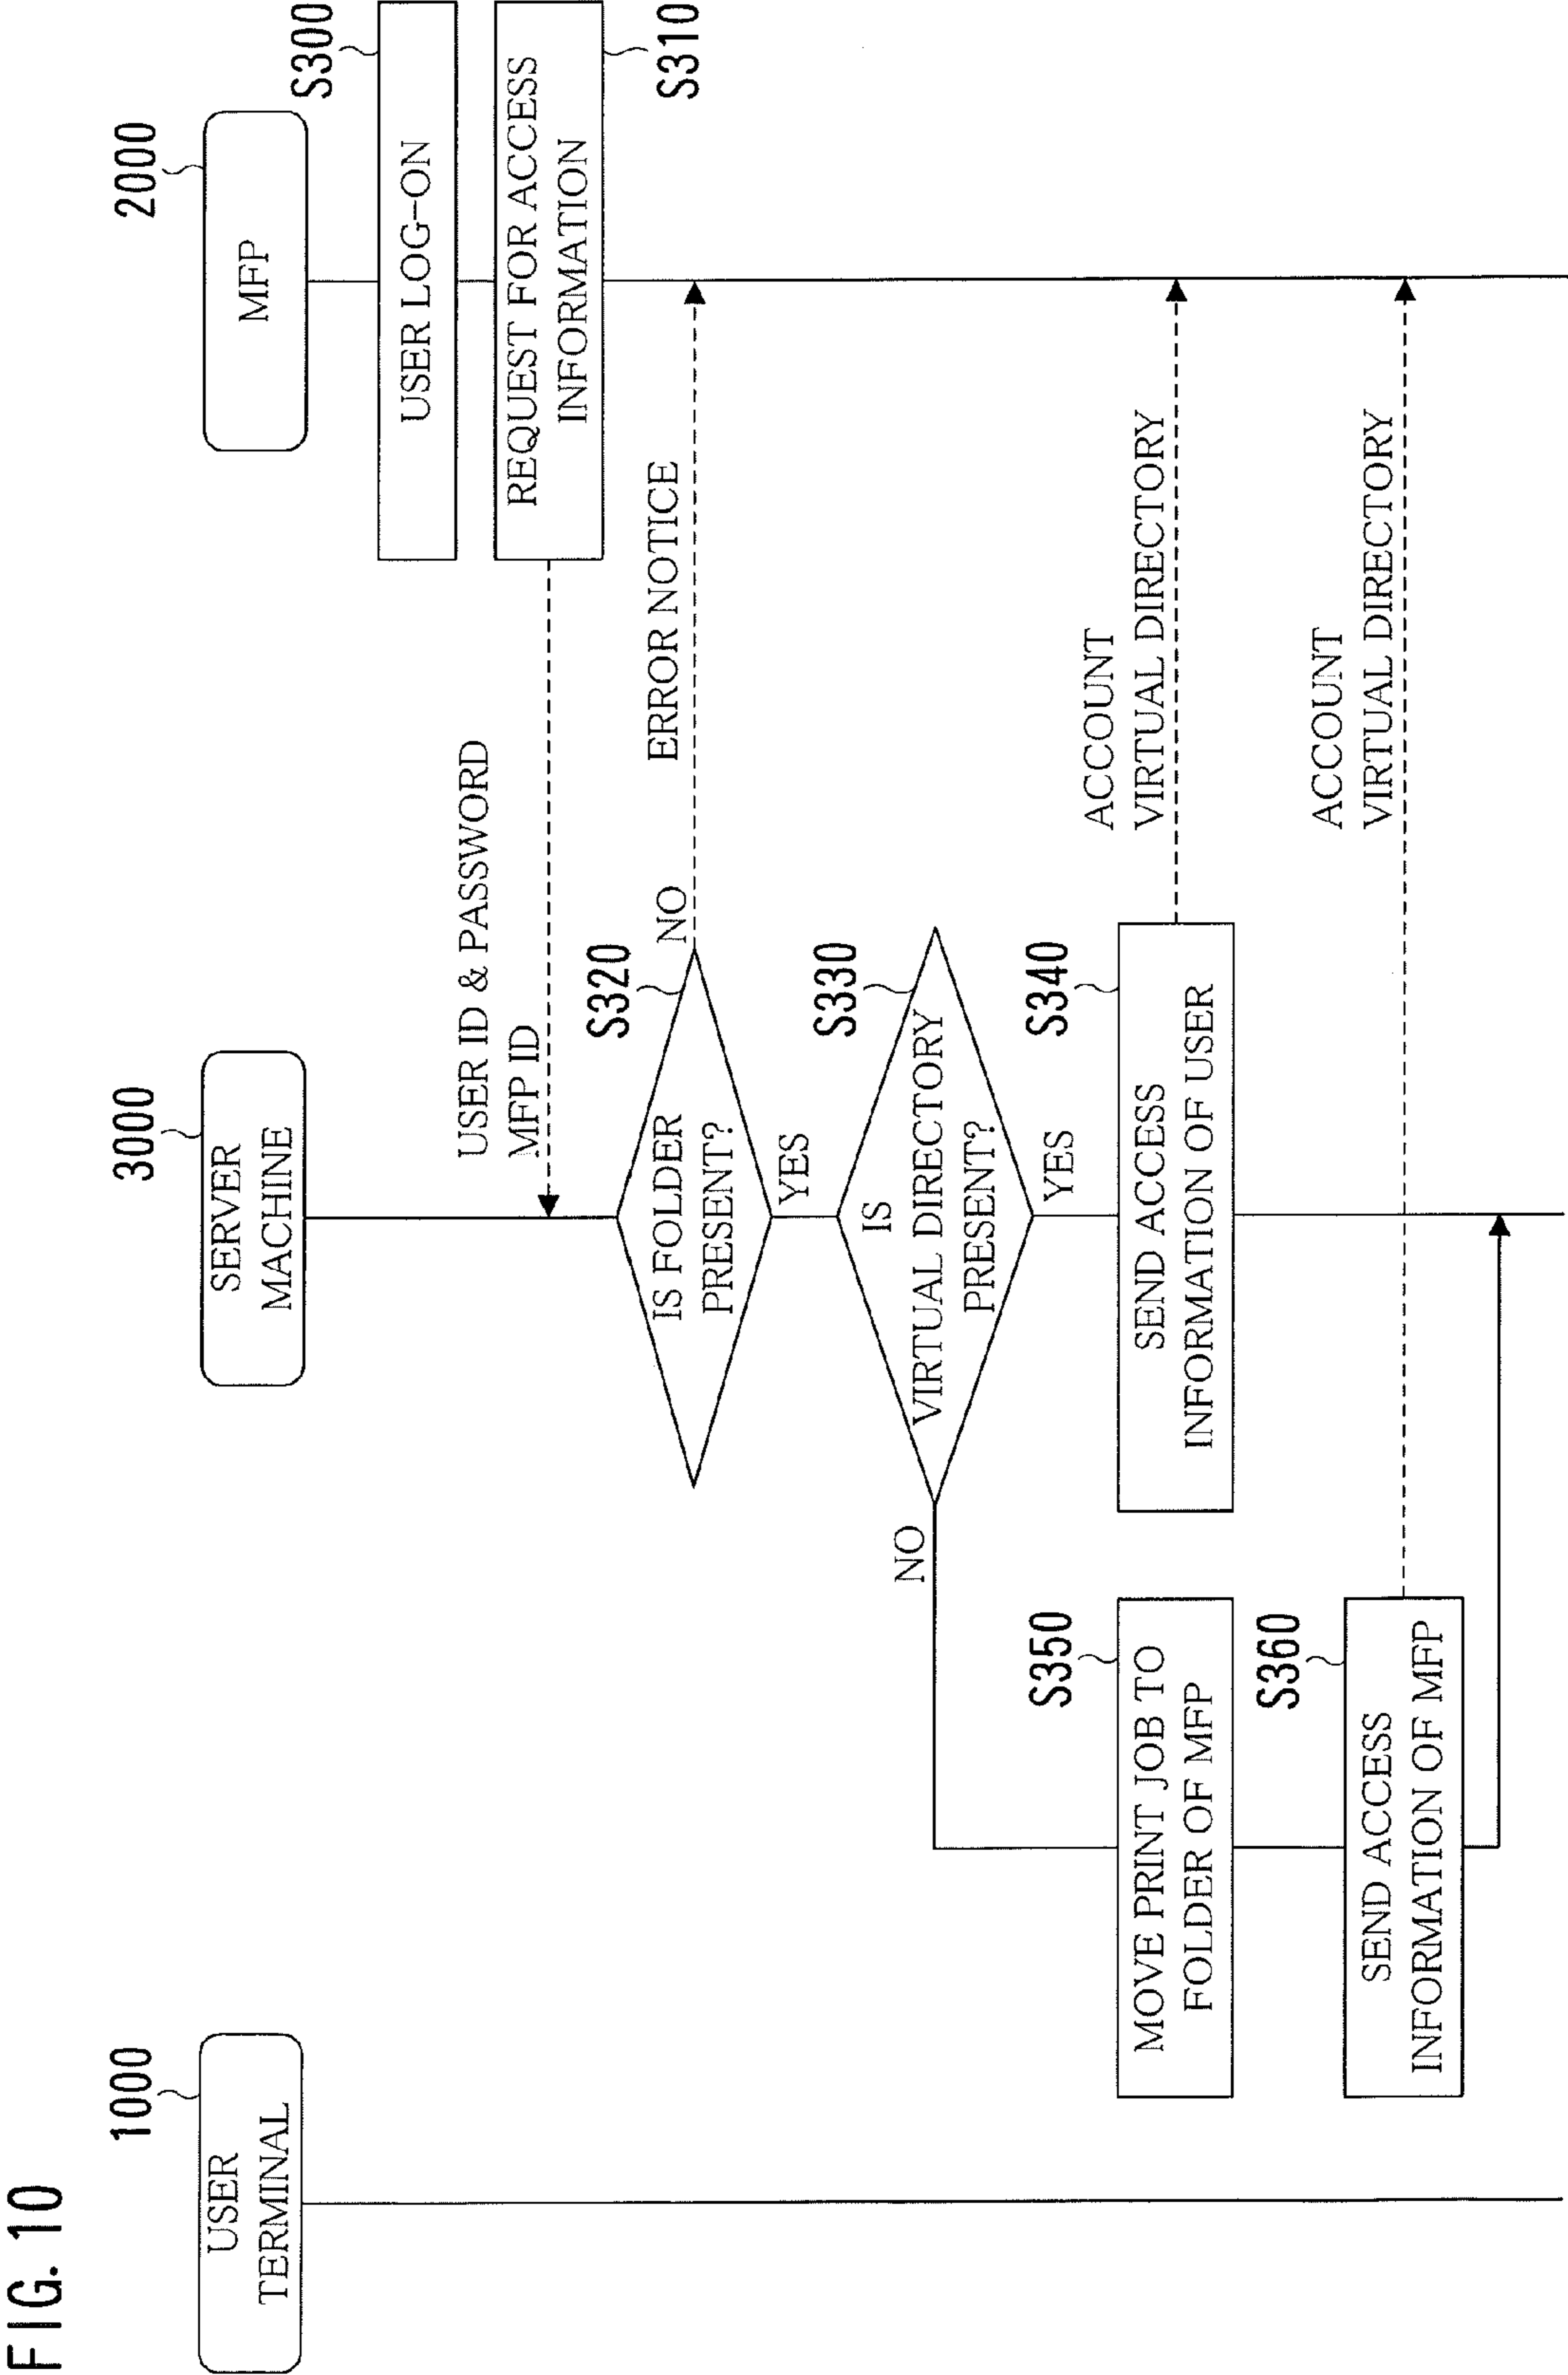 FIG. 10
1000
USER
TERMINAL
3000
SERVER
MACHINE
2000
MFP
S300
USER LOG-ON
REQUEST FOR ACCESS
INFORMATION
S310
USER ID & PASSWORD
MFP ID
S320
IS FOLDER
PRESENT?
NO
ERROR NOTICE
YES
S330
IS
VIRTUAL DIRECTORY
PRESENT?
NO
YES
S340
SEND ACCESS
INFORMATION OF USER
ACCOUNT
VIRTUAL DIRECTORY
S350
MOVE PRINT JOB TO
FOLDER OF MFP
S360
SEND ACCESS
INFORMATION OF MFP
ACCOUNT
VIRTUAL DIRECTORY